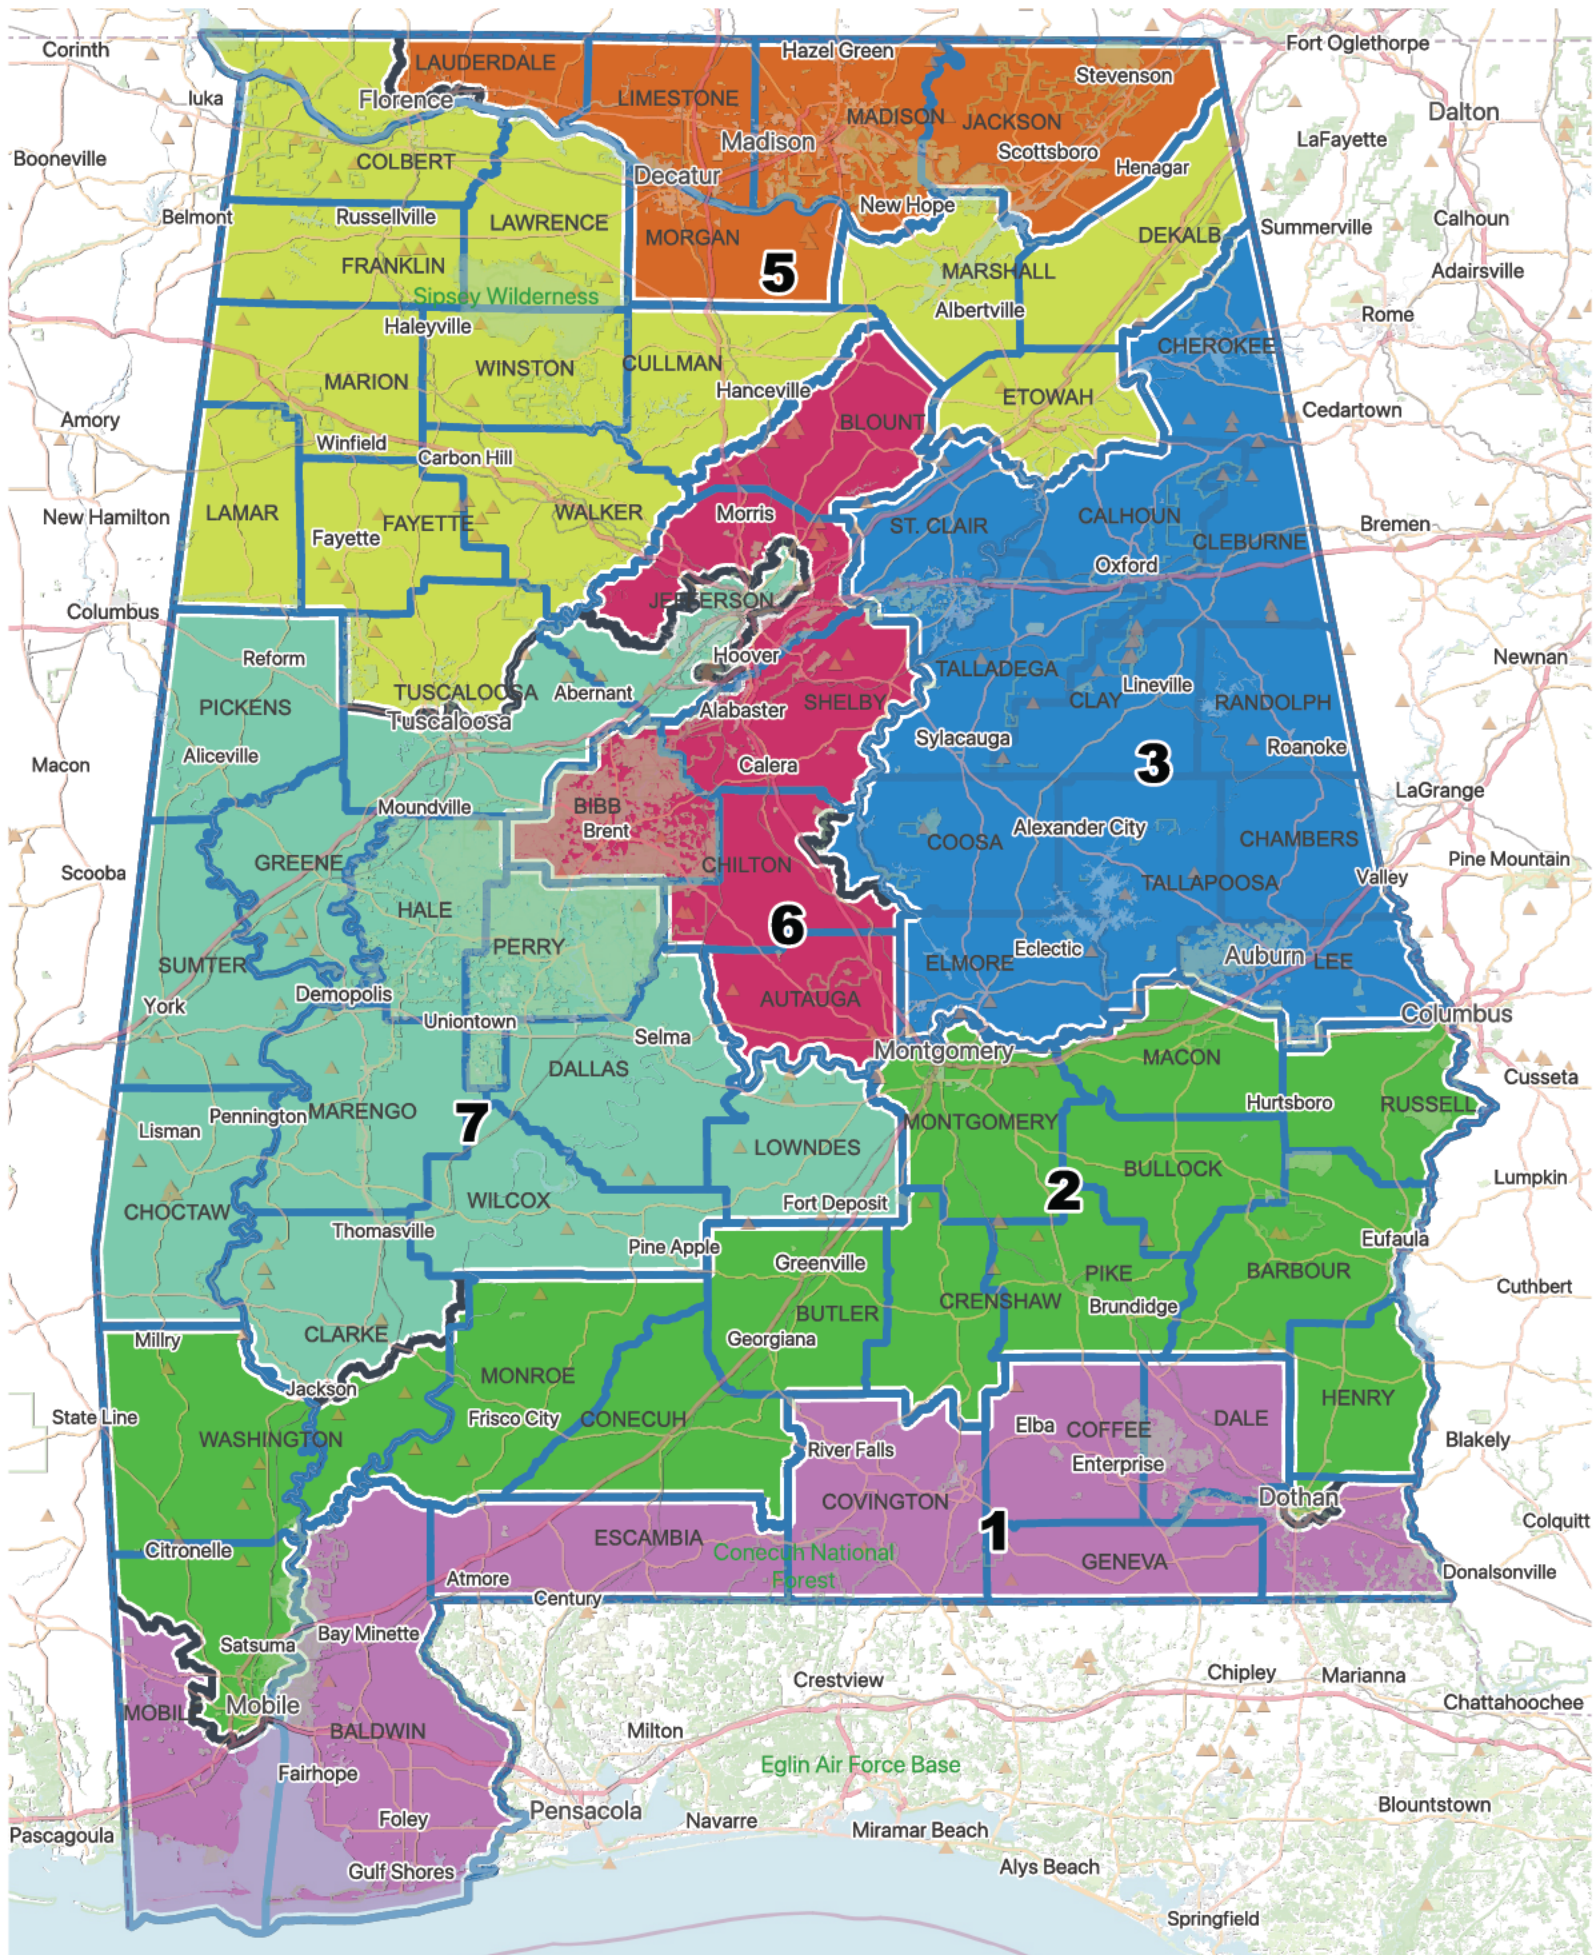 Corinth
Hazel Green
Fort Oglethorpe
LAUDERDALE
Stevenson
Iuka
Florence
LIMESTONE
MADISON
JACKSON
Dalton
Booneville
COLBERT
Madison
Scottsboro
LaFayette
Henagar
Decatur
Belmont
Russellville
LAWRENCE
New Hope
Summerville
Calhoun
MORGAN
DEKALB
FRANKLIN
5
MARSHALL
Adairsville
Sipsey Wilderness
Albertville
Rome
Haleyville
CHEROKEE
MARION
WINSTON
CULLMAN
Hanceville
ETOWAH
Cedartown
Amory
BLOUNT
Winfield
Carbon Hill
New Hamilton
LAMAR
FAYETTE
WALKER
Morris
ST. CLAIR
CALHOUN
Bremen
Fayette
CLEBURNE
Oxford
Columbus
JEFFERSON
Reform
Hoover
TALLADEGA
Newnan
PICKENS
TUSCALOOSA
Abernant
SHELBY
CLAY
Lineville
RANDOLPH
Tuscaloosa
Alabaster
Sylacauga
Roanoke
Macon
Aliceville
Calera
3
LaGrange
Moundville
BIBB
Brent
COOSA
Alexander City
CHAMBERS
Scooba
GREENE
CHILTON
TALLAPOOSA
Valley
Pine Mountain
HALE
6
PERRY
Eclectic
Auburn
LEE
SUMTER
ELMORE
York
Demopolis
AUTAUGA
Uniontown
Selma
Montgomery
Columbus
MACON
DALLAS
Cusseta
Pennington
MARENGO
7
MONTGOMERY
Hurtsboro
RUSSELL
Lisman
LOWNDES
BULLOCK
Lumpkin
CHOCTAW
WILCOX
Fort Deposit
2
Thomasville
Pine Apple
Greenville
Eufaula
PIKE
BARBOUR
Cuthbert
CLARKE
BUTLER
CRENSHAW
Brundidge
Millry
Georgiana
MONROE
Jackson
HENRY
State Line
Frisco City
CONECUH
Elba
COFFEE
DALE
WASHINGTON
River Falls
Enterprise
Blakely
COVINGTON
Dothan
1
Colquitt
Citronelle
ESCAMBIA
Conecuh National
Forest
GENEVA
Atmore
Donalsonville
Century
Satsuma
Bay Minette
Crestview
Chipley
Marianna
MOBIL
Mobile
BALDWIN
Milton
Chattahoochee
Fairhope
Eglin Air Force Base
Foley
Pensacola
Navarre
Miramar Beach
Blountstown
Pascagoula
Gulf Shores
Alys Beach
Springfield